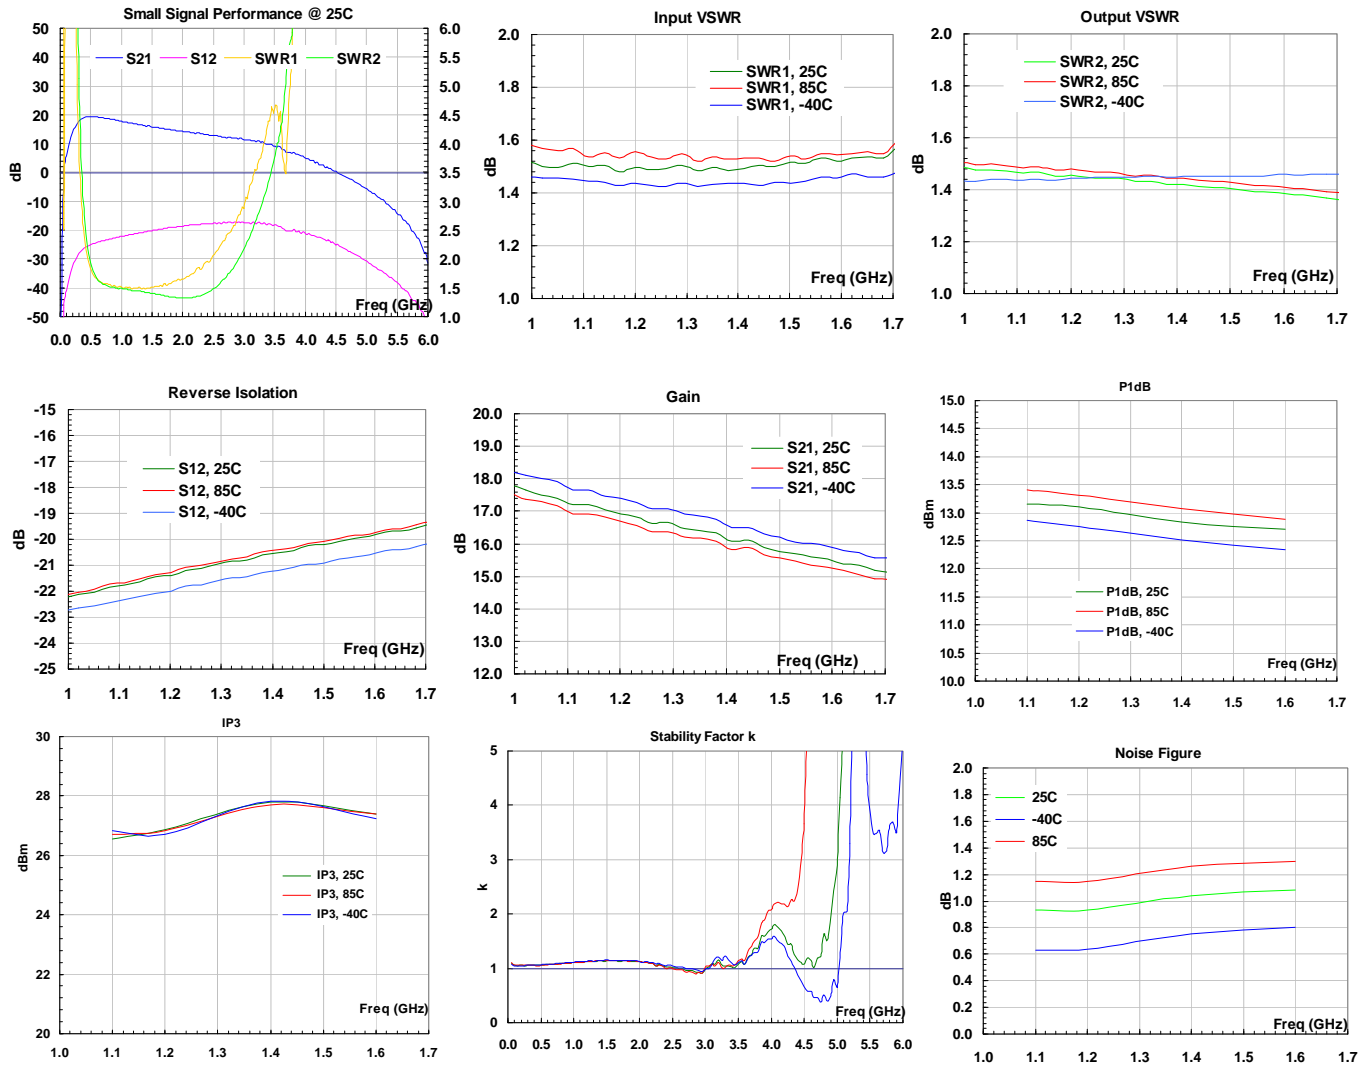 Small Signal Performance @ 25C
50
40
30
20
10
0
-10
-20
-30
-40
-50
dB
S21
S12
SWR1
SWR2
6.0
5.5
5.0
4.5
4.0
3.5
3.0
2.5
2.0
1.5
1.0
Freq (GHz)
0.0 0.5 1.0 1.5 2.0 2.5 3.0 3.5 4.0 4.5 5.0 5.5 6.0
Input VSWR
2.0
1.8
1.6
1.4
1.2
1.0
dB
SWR1, 25C
SWR1, 85C
SWR1, -40C
Freq (GHz)
1 1.1 1.2 1.3 1.4 1.5 1.6 1.7
Output VSWR
2.0
1.8
1.6
1.4
1.2
1.0
dB
SWR2, 25C
SWR2, 85C
SWR2, -40C
Freq (GHz)
1 1.1 1.2 1.3 1.4 1.5 1.6 1.7
Reverse Isolation
-15
-16
-17
-18
-19
-20
-21
-22
-23
-24
-25
dB
S12, 25C
S12, 85C
S12, -40C
Freq (GHz)
1 1.1 1.2 1.3 1.4 1.5 1.6 1.7
Gain
20.0
19.0
18.0
17.0
16.0
15.0
14.0
13.0
12.0
dB
S21, 25C
S21, 85C
S21, -40C
Freq (GHz)
1 1.1 1.2 1.3 1.4 1.5 1.6 1.7
P1dB
15.0
14.5
14.0
13.5
13.0
12.5
12.0
11.5
11.0
10.5
10.0
dBm
P1dB, 25C
P1dB, 85C
P1dB, -40C
Freq (GHz)
1.0 1.1 1.2 1.3 1.4 1.5 1.6 1.7
IP3
30
28
26
24
22
20
dBm
IP3, 25C
IP3, 85C
IP3, -40C
Freq (GHz)
1.0 1.1 1.2 1.3 1.4 1.5 1.6 1.7
Stability Factor k
5
4
3
2
1
0
k
Freq (GHz)
0.0 0.5 1.0 1.5 2.0 2.5 3.0 3.5 4.0 4.5 5.0 5.5 6.0
Noise Figure
2.0
1.8
1.6
1.4
1.2
1.0
0.8
0.6
0.4
0.2
0.0
dB
25C
-40C
85C
Freq (GHz)
1.0 1.1 1.2 1.3 1.4 1.5 1.6 1.7